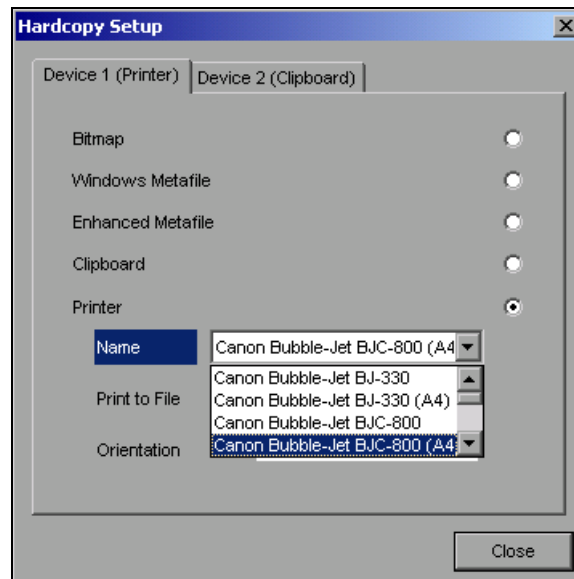 Hardcopy Setup
Device 1 (Printer) Device 2 (Clipboard)
Bitmap
Windows Metafile
Enhanced Metafile
Clipboard
Printer
Name Canon Bubble-Jet BJC-800 (A4
Canon Bubble-Jet BJ-330
Print to File Canon Bubble-Jet BJ-330 (A4)
Canon Bubble-Jet BJC-800
Orientation Canon Bubble-Jet BJC-800 (A4
Close